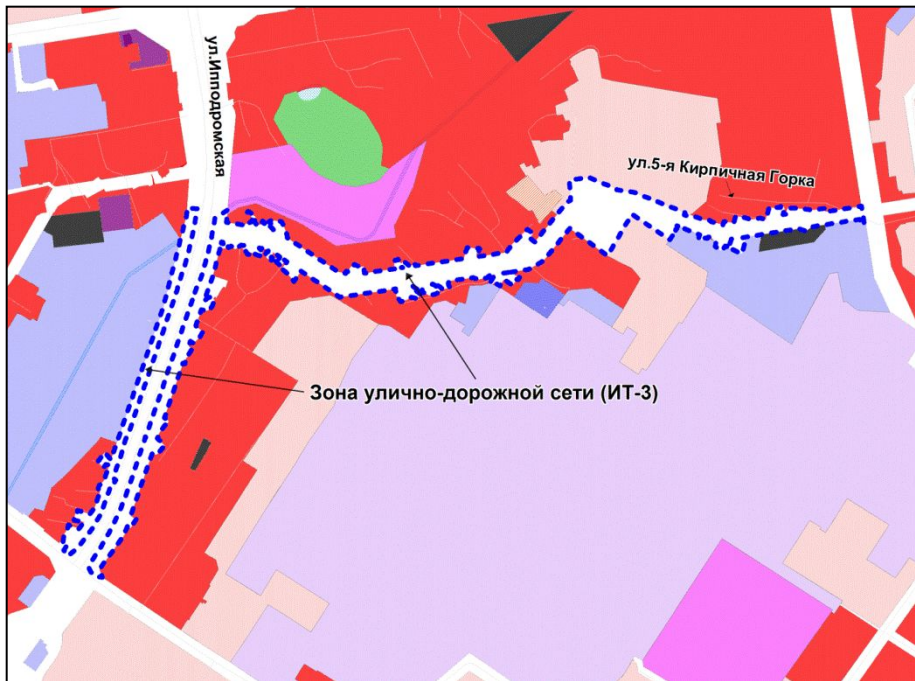 ул.Ипподромская
ул.5-я Кирпичная Горка
Зона улично-дорожной сети (ИТ-3)